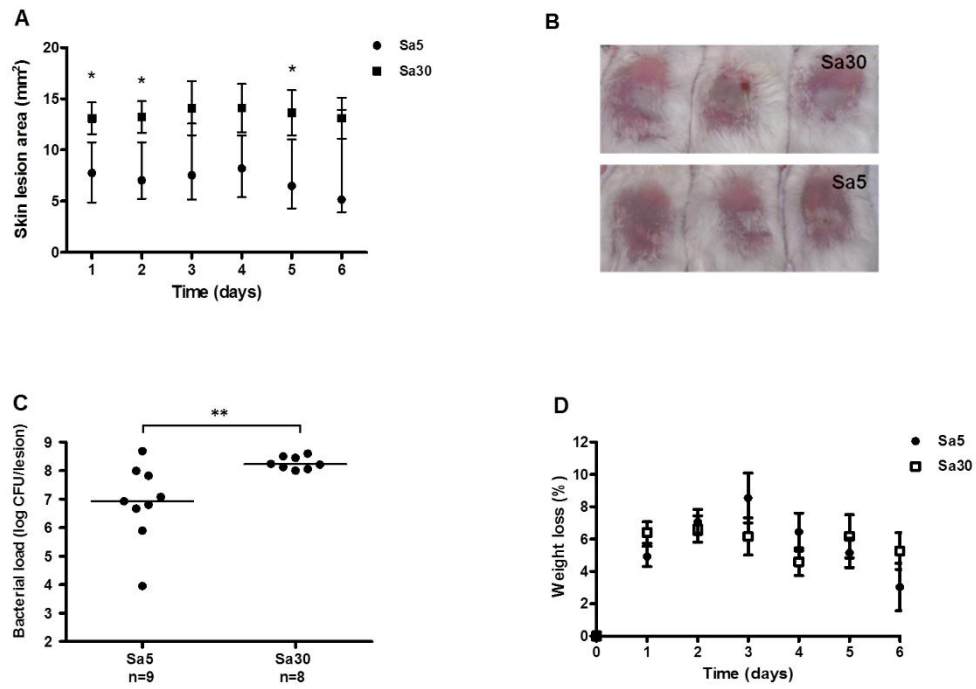 A
Skin lesion area (mm²)
20
15
10
5
0
* * *
1 2 3 4 5 6
Time (days)
Sa5
Sa30
B
Sa30
Sa5
C
Bacterial load (log CFU/lesion)
9
8
7
6
5
4
3
2
**
Sa5 Sa30
n=9 n=8
D
Weight loss (%)
12
10
8
6
4
2
0
0 1 2 3 4 5 6
Time (days)
Sa5
Sa30